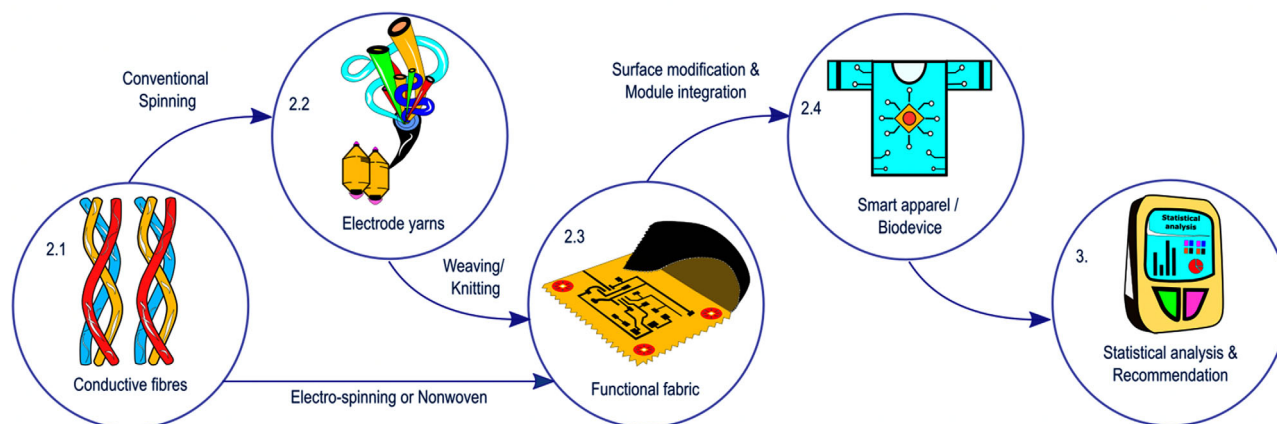 Conventional
Spinning
2.2
Electrode yarns
2.1
Conductive fibres
Weaving/
Knitting
Electro-spinning or Nonwoven
2.3
Functional fabric
Surface modification &
Module integration
2.4
Smart apparel /
Biodevice
3.
Statistical
analysis
Statistical analysis &
Recommendation